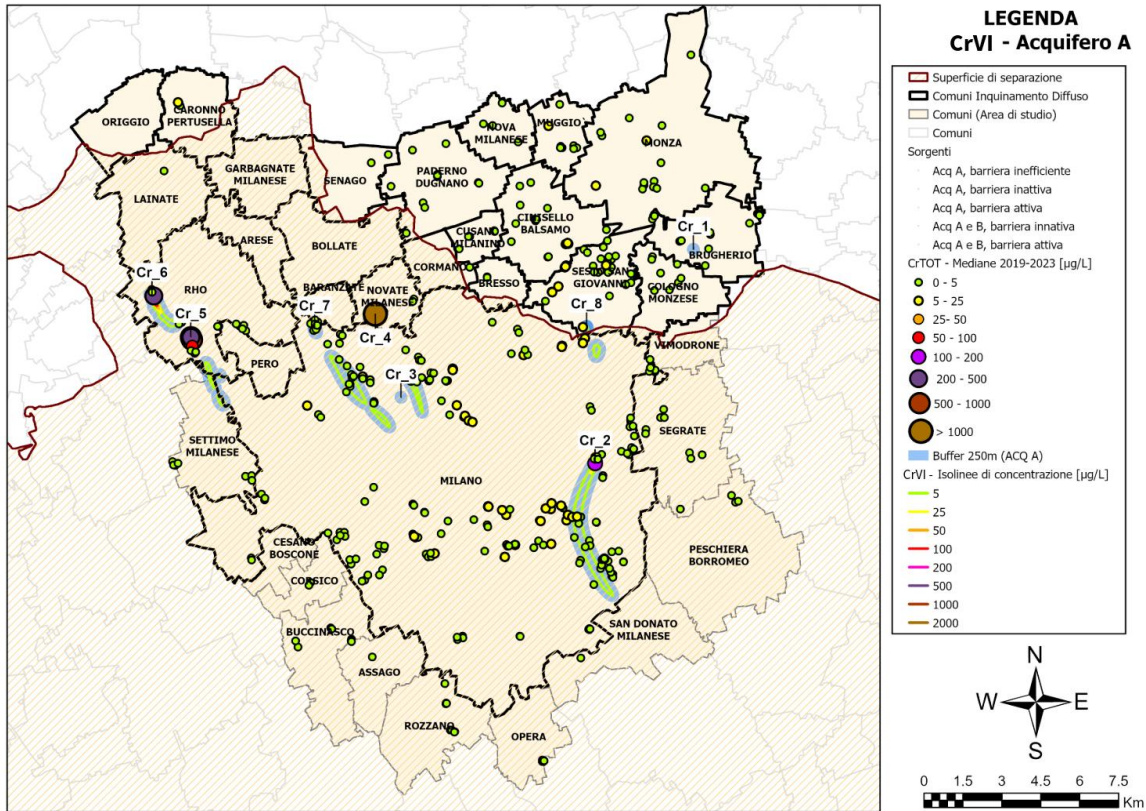 LEGENDA
CrVI - Acquifero A
Superficie di separazione
Comuni Inquinamento Diffuso
Comuni (Area di studio)
Comuni
Sorgenti
Acq A, barriera inefficiente
Acq A, barriera inattiva
Acq A, barriera attiva
Acq A e B, barriera innativa
Acq A e B, barriera attiva
CrTOT - Mediane 2019-2023 [µg/L]
0 - 5
5 - 25
25- 50
50 - 100
100 - 200
200 - 500
500 - 1000
> 1000
Buffer 250m (ACQ A)
CrVI - Isolinee di concentrazione [µg/L]
5
25
50
100
200
500
1000
2000
N
W E
S
0 1.5 3 4.5 6 7.5
Km
ORIGGIO
CARONNO
PERTUSELLA
LAINATE
GARBAGNATE
MILANESE
SENAGO
PADERNO
DUGNANO
NOVA
MILANESE
MUGGIO
MONZA
ARESE
BOLLATE
CUSANO
MILANINO
CINISELLO
BALSAMO
Cr_1
BRUGHERIO
CORMANO
BRESSO
SESTO SAN
GIOVANNI
COLOGNO
MONZESE
Cr_6
RHO
Cr_5
BARANZATE
Cr_7
NOVATE
MILANESE
Cr_4
Cr_8
VIMODRONE
PERO
Cr_3
SETTIMO
MILANESE
SEGRATE
Cr_2
MILANO
CESANO
BOSCONE
CORSICO
PESCHIERA
BORROMEO
BUCCINASCO
SAN DONATO
MILANESE
ASSAGO
ROZZANO
OPERA